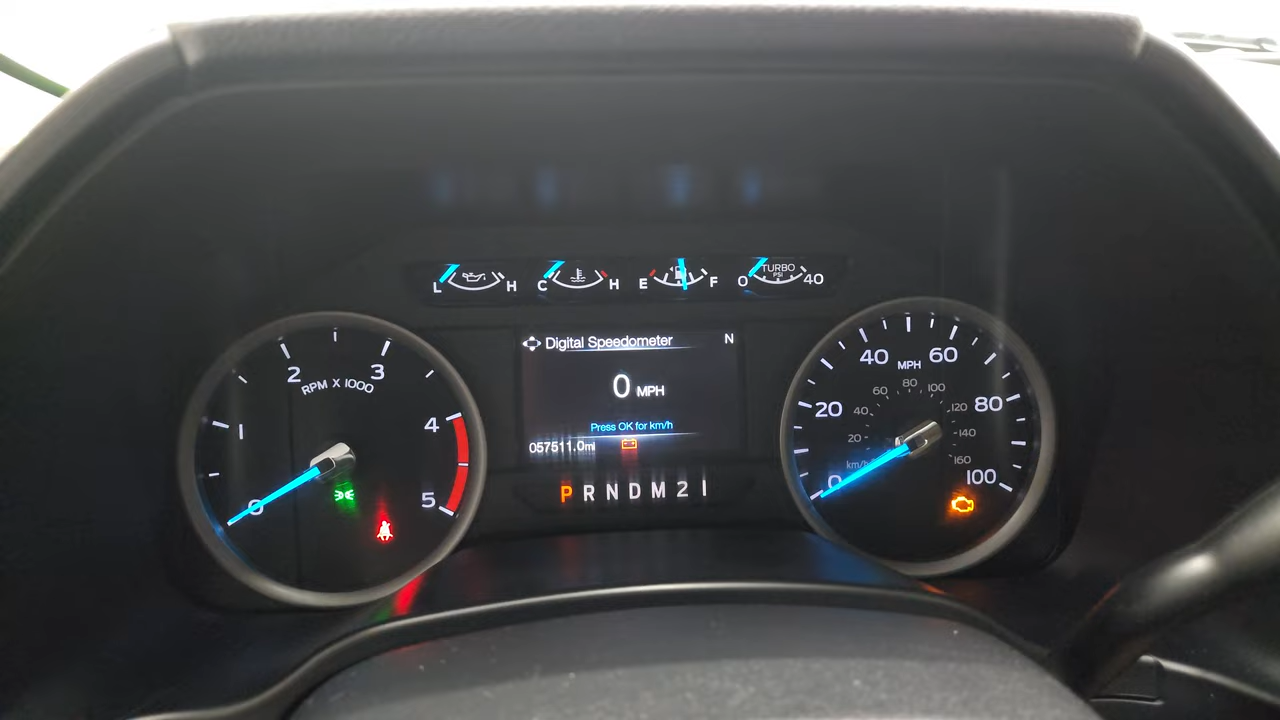 L H C H E F 0 TURBO PSI 40
Digital Speedometer N
0 MPH
Press OK for km/h
057511.0mi
P R N D M 2 1
0 1 2 3 4 5
RPM X 1000
0 20 40 60 80 100
MPH
20 40 60 80 100 120 140 160
km/h